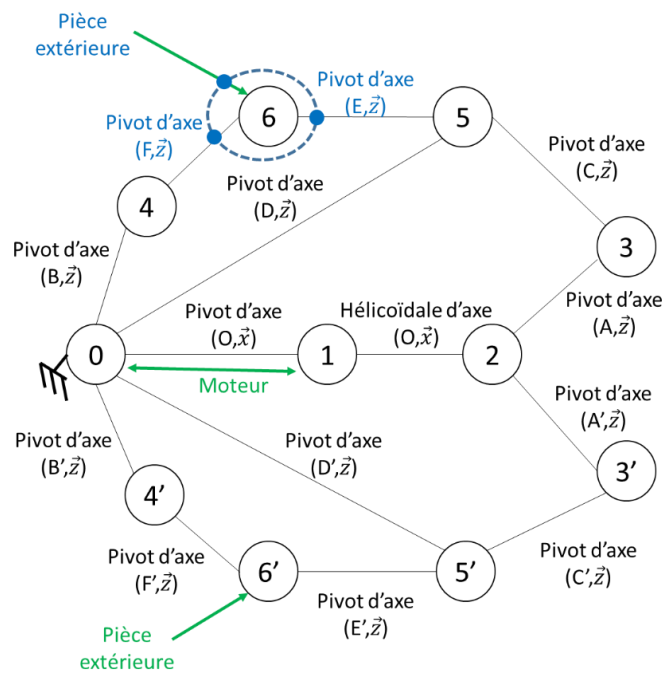 Pièce
extérieure
Pivot d'axe
(E,z⃗)
6
5
Pivot d'axe
(F,z⃗)
Pivot d'axe
(D,z⃗)
Pivot d'axe
(C,z⃗)
4
3
Pivot d'axe
(B,z⃗)
Pivot d'axe
(O,x⃗)
Hélicoïdale d'axe
(O,x⃗)
Pivot d'axe
(A,z⃗)
0
1
2
Moteur
Pivot d'axe
(A',z⃗)
Pivot d'axe
(B',z⃗)
Pivot d'axe
(D',z⃗)
3'
4'
Pivot d'axe
(F',z⃗)
6'
5'
Pivot d'axe
(C',z⃗)
Pivot d'axe
(E',z⃗)
Pièce
extérieure